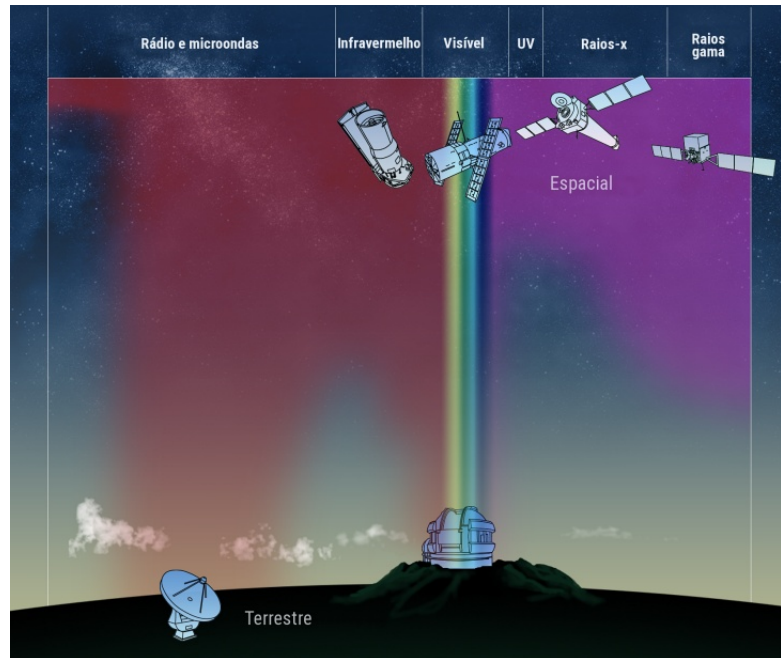 Rádio e microondas
Infravermelho
Visível
UV
Raios-x
Raios
gama
Espacial
Terrestre